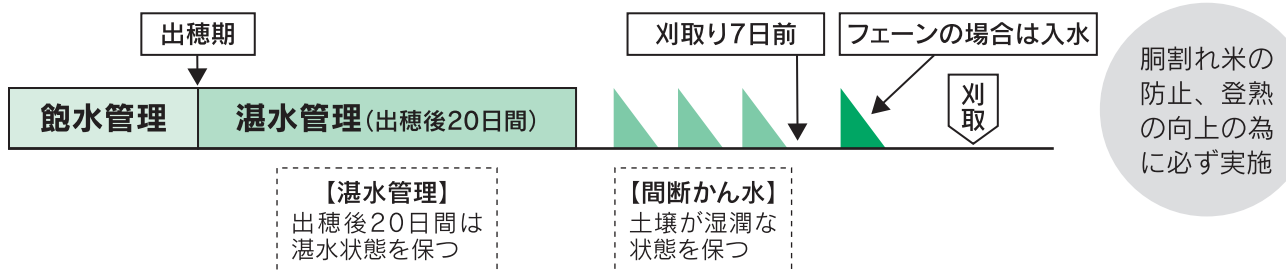 出穂期
刈取り7日前
フェーンの場合は入水
飽水管理
湛水管理(出穂後20日間)
刈
取
【湛水管理】
出穂後20日間は
湛水状態を保つ
【間断かん水】
土壌が湿潤な
状態を保つ
胴割れ米の
防止、登熟
の向上の為
に必ず実施